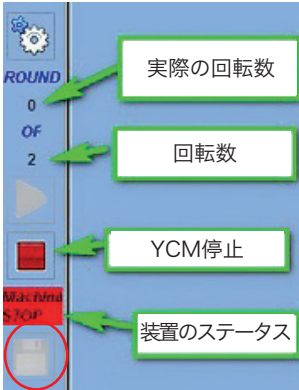 ROUND
実際の回転数
0
OF
2
回転数
YCM停止
Machine
STOP
装置のステータス